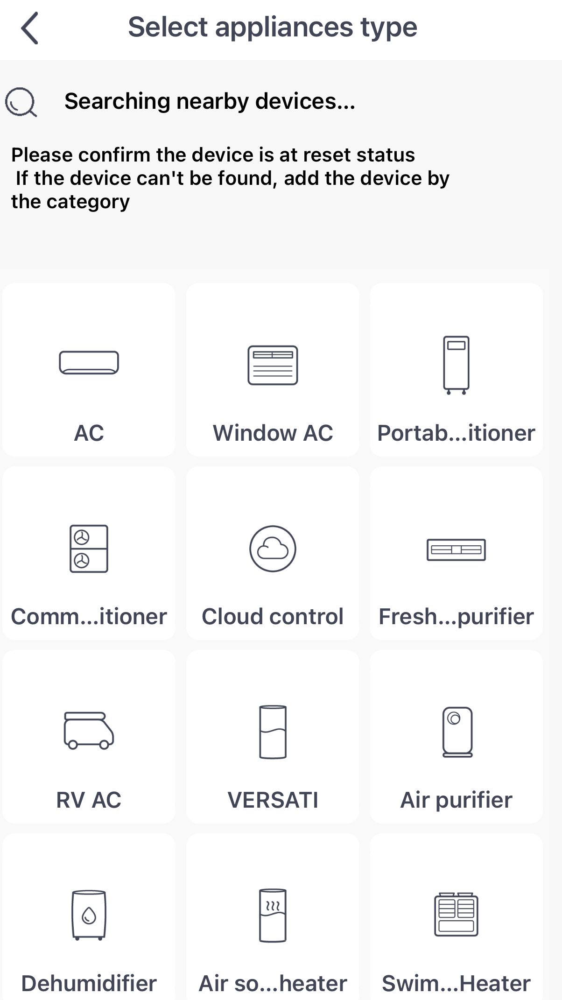 Select appliances type
Searching nearby devices...
Please confirm the device is at reset status
If the device can't be found, add the device by
the category
AC
Window AC
Portab...itioner
Comm...itioner
Cloud control
Fresh...purifier
RV AC
VERSATI
Air purifier
Dehumidifier
Air so...heater
Swim...Heater